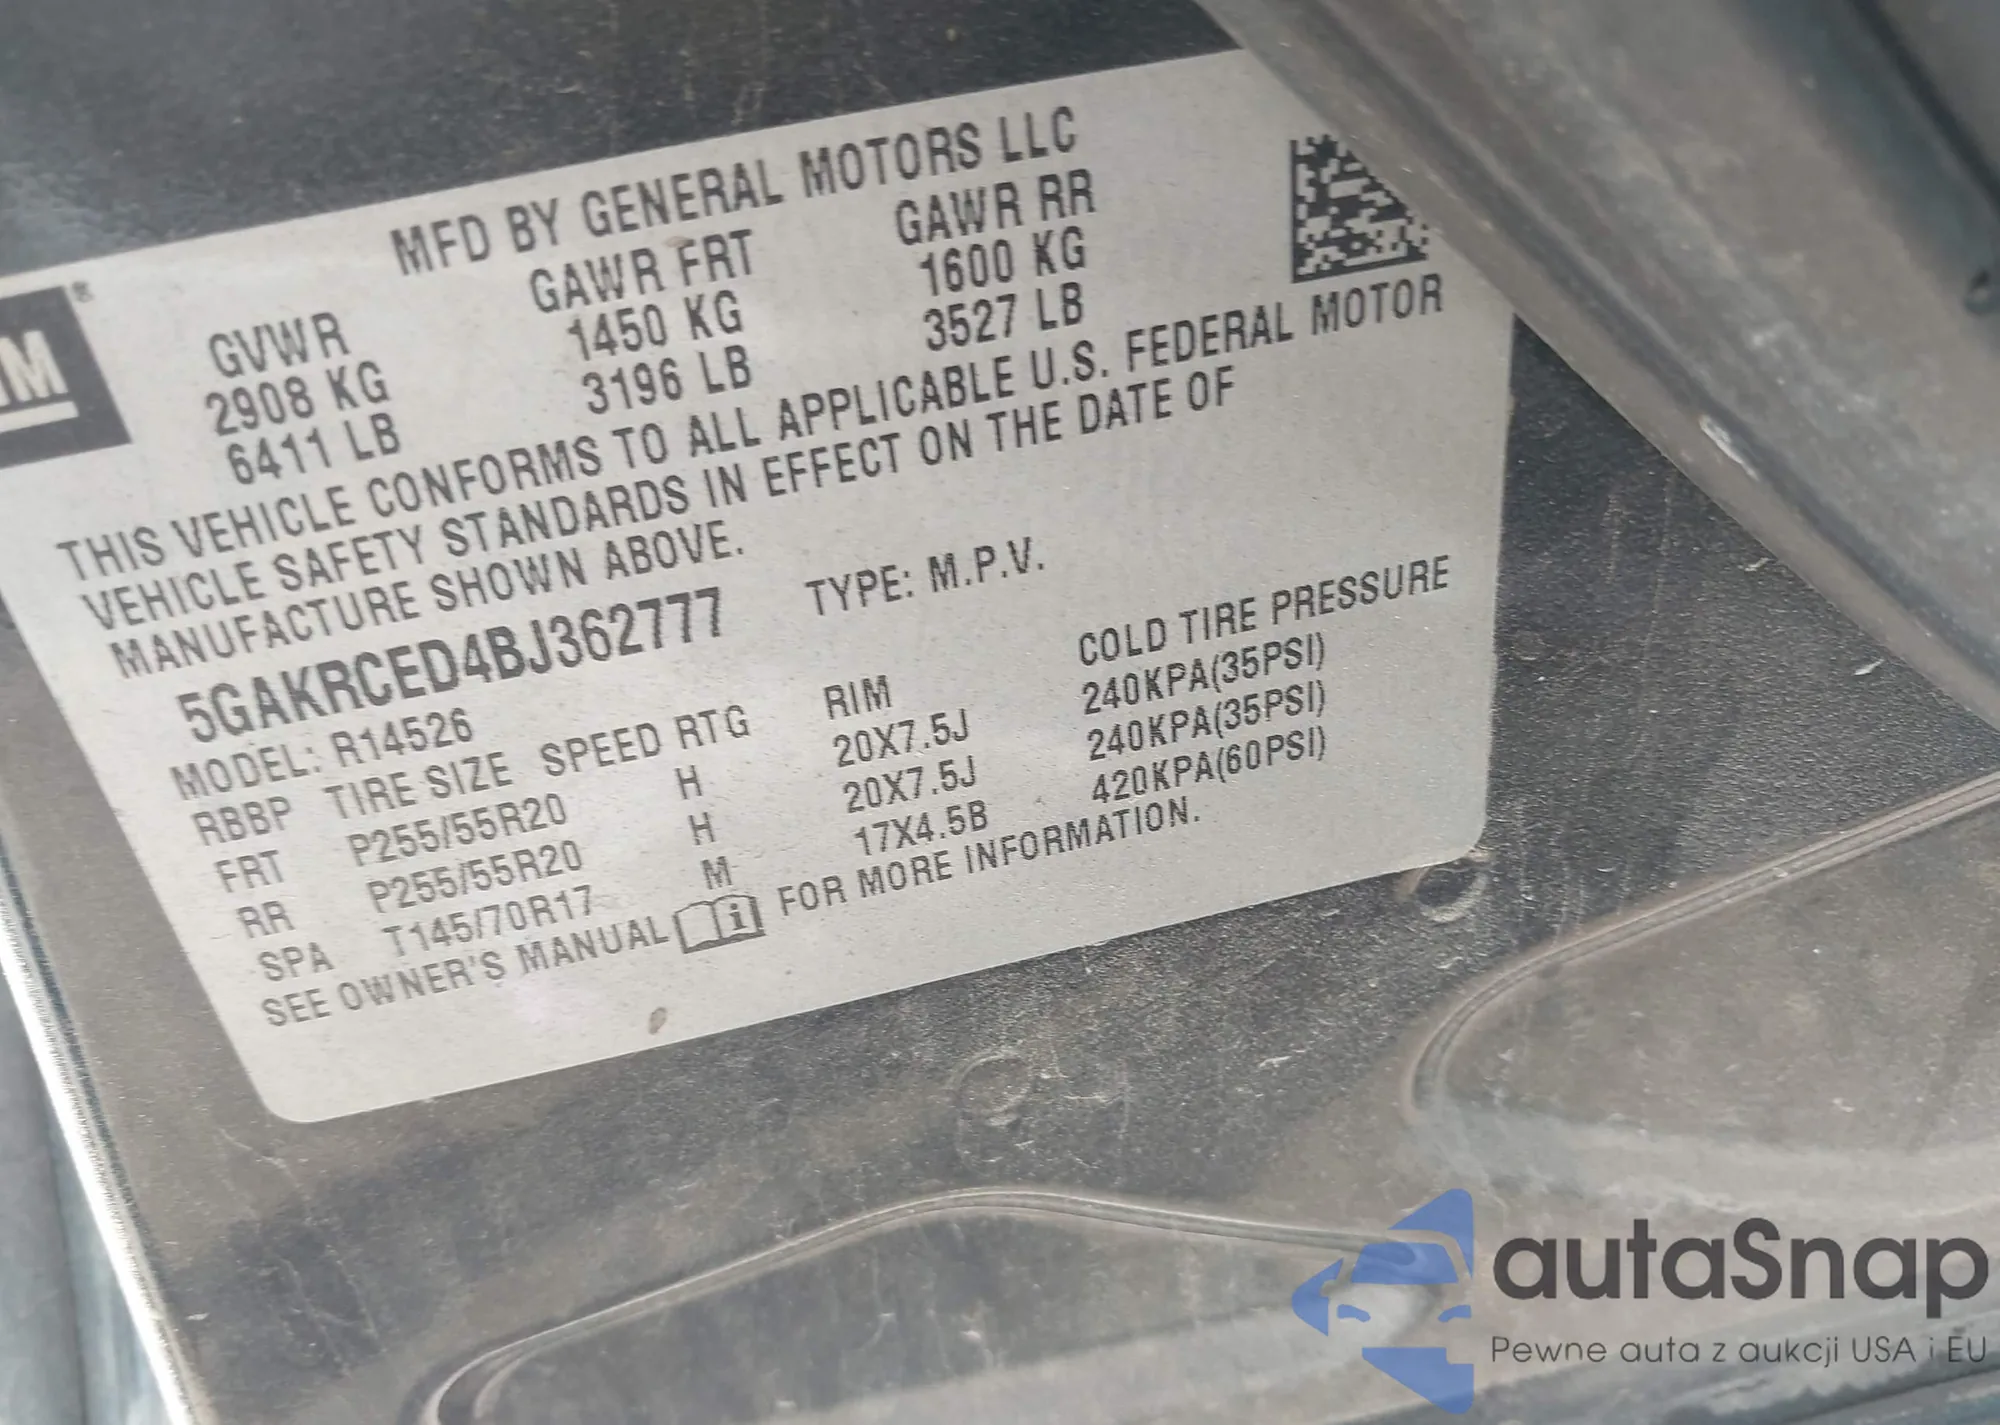 MFD BY GENERAL MOTORS LLC
GVWR GAWR FRT GAWR RR
2908 KG 1450 KG 1600 KG
6411 LB 3196 LB 3527 LB
THIS VEHICLE CONFORMS TO ALL APPLICABLE U.S. FEDERAL MOTOR
VEHICLE SAFETY STANDARDS IN EFFECT ON THE DATE OF
MANUFACTURE SHOWN ABOVE.
5GAKRCED4BJ362777 TYPE: M.P.V.
MODEL: R14526
RBBP TIRE SIZE SPEED RTG RIM COLD TIRE PRESSURE
FRT P255/55R20 H 20X7.5J 240KPA(35PSI)
RR P255/55R20 H 20X7.5J 240KPA(35PSI)
SPA T145/70R17 M 17X4.5B 420KPA(60PSI)
SEE OWNER'S MANUAL i FOR MORE INFORMATION.
autaSnap
Pewne auta z aukcji USA i EU